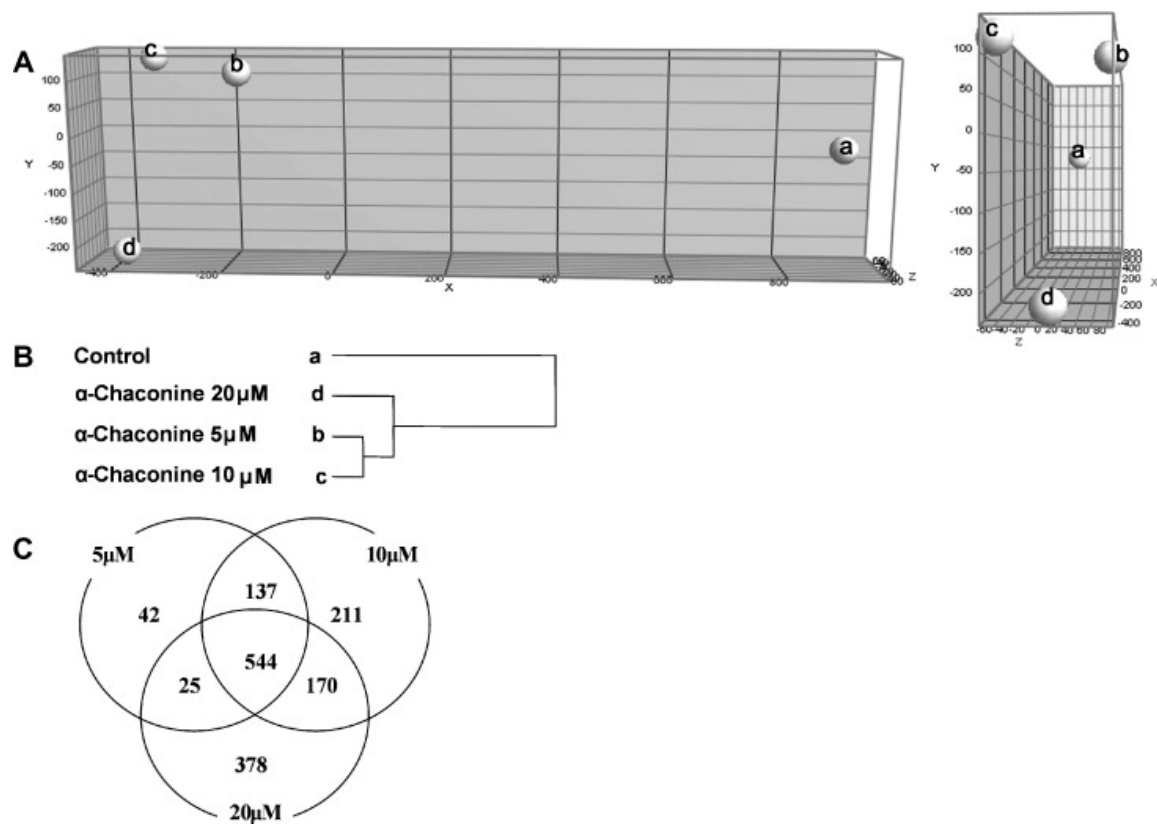 A
c
b
a
d
100
50
0
-50
-100
-150
-200
Y
-400
-200
0
200
400
600
800
X
Z
c
b
a
d
100
50
0
-50
-100
-150
-200
Y
-60
-40
-20
0
20
40
60
80
Z
800
600
400
200
0
-200
-400
X
B
Control a
α-Chaconine 20μM d
α-Chaconine 5μM b
α-Chaconine 10 μM c
C
5μM
10μM
137
42
211
544
25
170
378
20μM